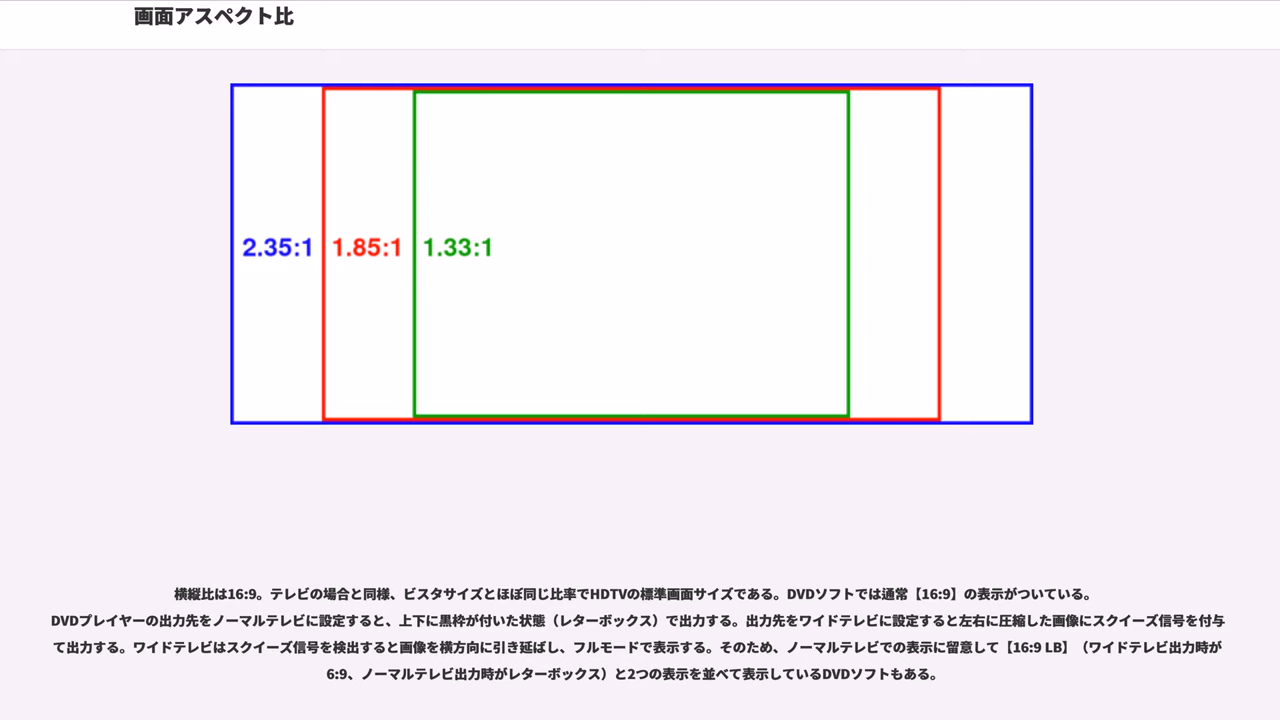 画面アスペクト比
2.35:1 1.85:1 1.33:1
横縦比は16:9。テレビの場合と同様、ビスタサイズとほぼ同じ比率でHDTVの標準画面サイズである。DVDソフトでは通常【16:9】の表示がついている。
DVDプレイヤーの出力先をノーマルテレビに設定すると、上下に黒枠が付いた状態（レターボックス）で出力する。出力先をワイドテレビに設定すると左右に圧縮した画像にスクイーズ信号を付与
て出力する。ワイドテレビはスクイーズ信号を検出すると画像を横方向に引き延ばし、フルモードで表示する。そのため、ノーマルテレビでの表示に留意して【16:9 LB】（ワイドテレビ出力時が
6:9、ノーマルテレビ出力時がレターボックス）と2つの表示を並べて表示しているDVDソフトもある。